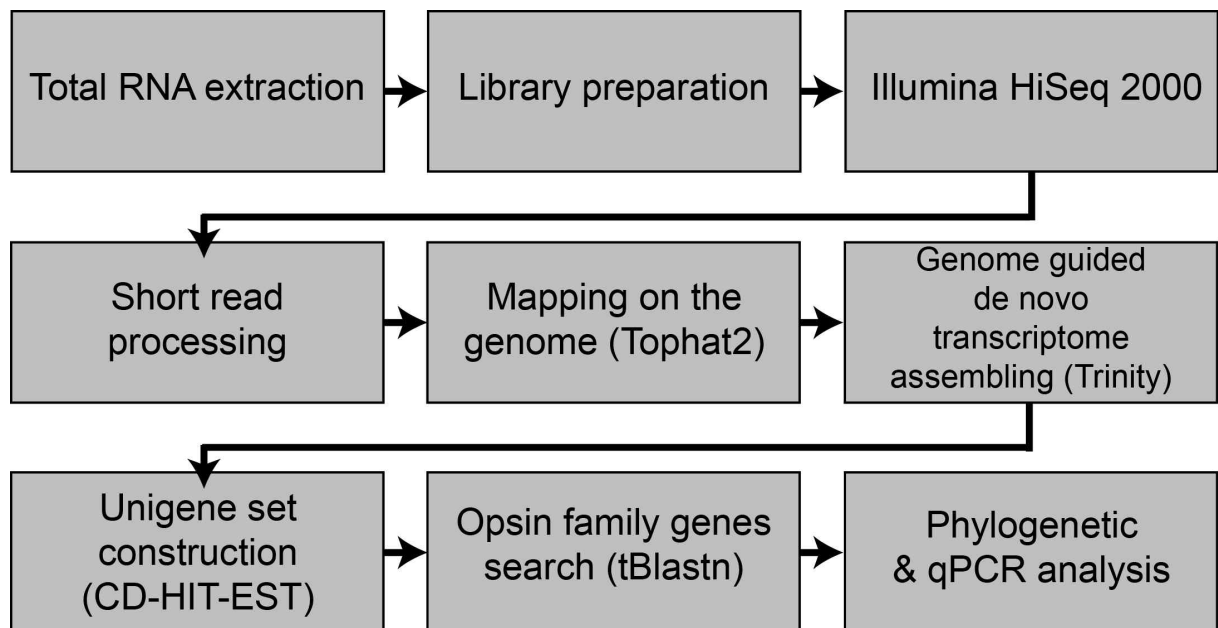 Total RNA extraction
Library preparation
Illumina HiSeq 2000
Short read
processing
Mapping on the
genome (Tophat2)
Genome guided
de novo
transcriptome
assembling (Trinity)
Unigene set
construction
(CD-HIT-EST)
Opsin family genes
search (tBlastn)
Phylogenetic
& qPCR analysis